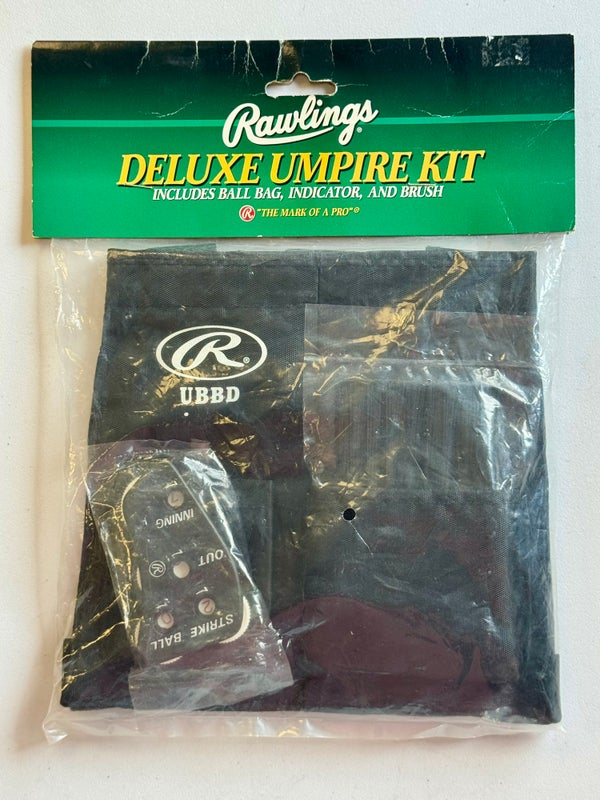 Rawlings®
DELUXE UMPIRE KIT
INCLUDES BALL BAG, INDICATOR, AND BRUSH
R "THE MARK OF A PRO"®
R®
UBBD
INNING
OUT
R
STRIKE BALL